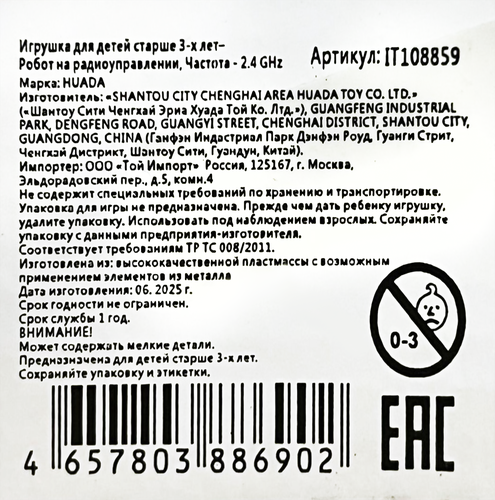 Игрушка для детей старше 3-х лет–
Робот на радиоуправлении, Частота - 2.4 GHz
Артикул: IT108859
Марка: HUADA
Изготовитель: «SHANTOU CITY CHENGHAI AREA HUADA TOY CO. LTD.»
(«Шантоу Сити Ченгхай Эриа Хуада Той Ко. Лтд.»), GUANGFENG INDUSTRIAL
PARK, DENGFENG ROAD, GUANGYI STREET, CHENGHAI DISTRICT, SHANTOU CITY,
GUANGDONG, CHINA (Ганфэн Индастриал Парк Дэнфэн Роуд, Гуанги Стрит,
Ченгхай Дистрикт, Шантоу Сити, Гуандун, Китай).
Импортер: ООО «Той Импорт» Россия, 125167, г. Москва,
Эльдорадовский пер., д.5, комн.4
Не содержит специальных требований по хранению и транспортировке.
Упаковка для игры не предназначена. Прежде чем дать ребенку игрушку,
удалите упаковку. Использовать под наблюдением взрослых. Сохраняйте
упаковку с данными предприятия-изготовителя.
Соответствует требованиям ТР ТС 008/2011.
Изготовлена из: высококачественной пластмассы с возможным
применением элементов из металла
Дата изготовления: 06. 2025 г.
Срок годности не ограничен.
Срок службы 1 год.
ВНИМАНИЕ!
Может содержать мелкие детали.
Предназначена для детей старше 3-х лет.
Сохраняйте упаковку и этикетки.
0-3
EAC
4 657803 886902